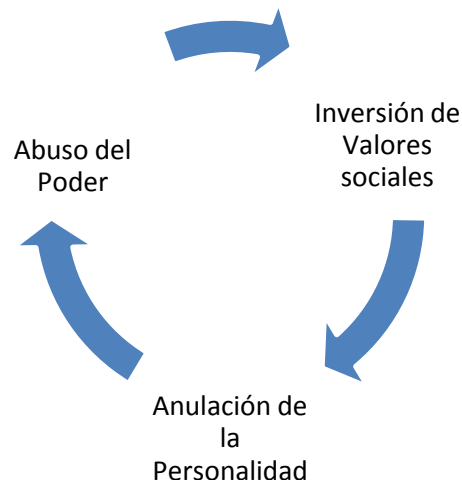 Inversión de
Valores
sociales
Anulación de
la
Personalidad
Abuso del
Poder